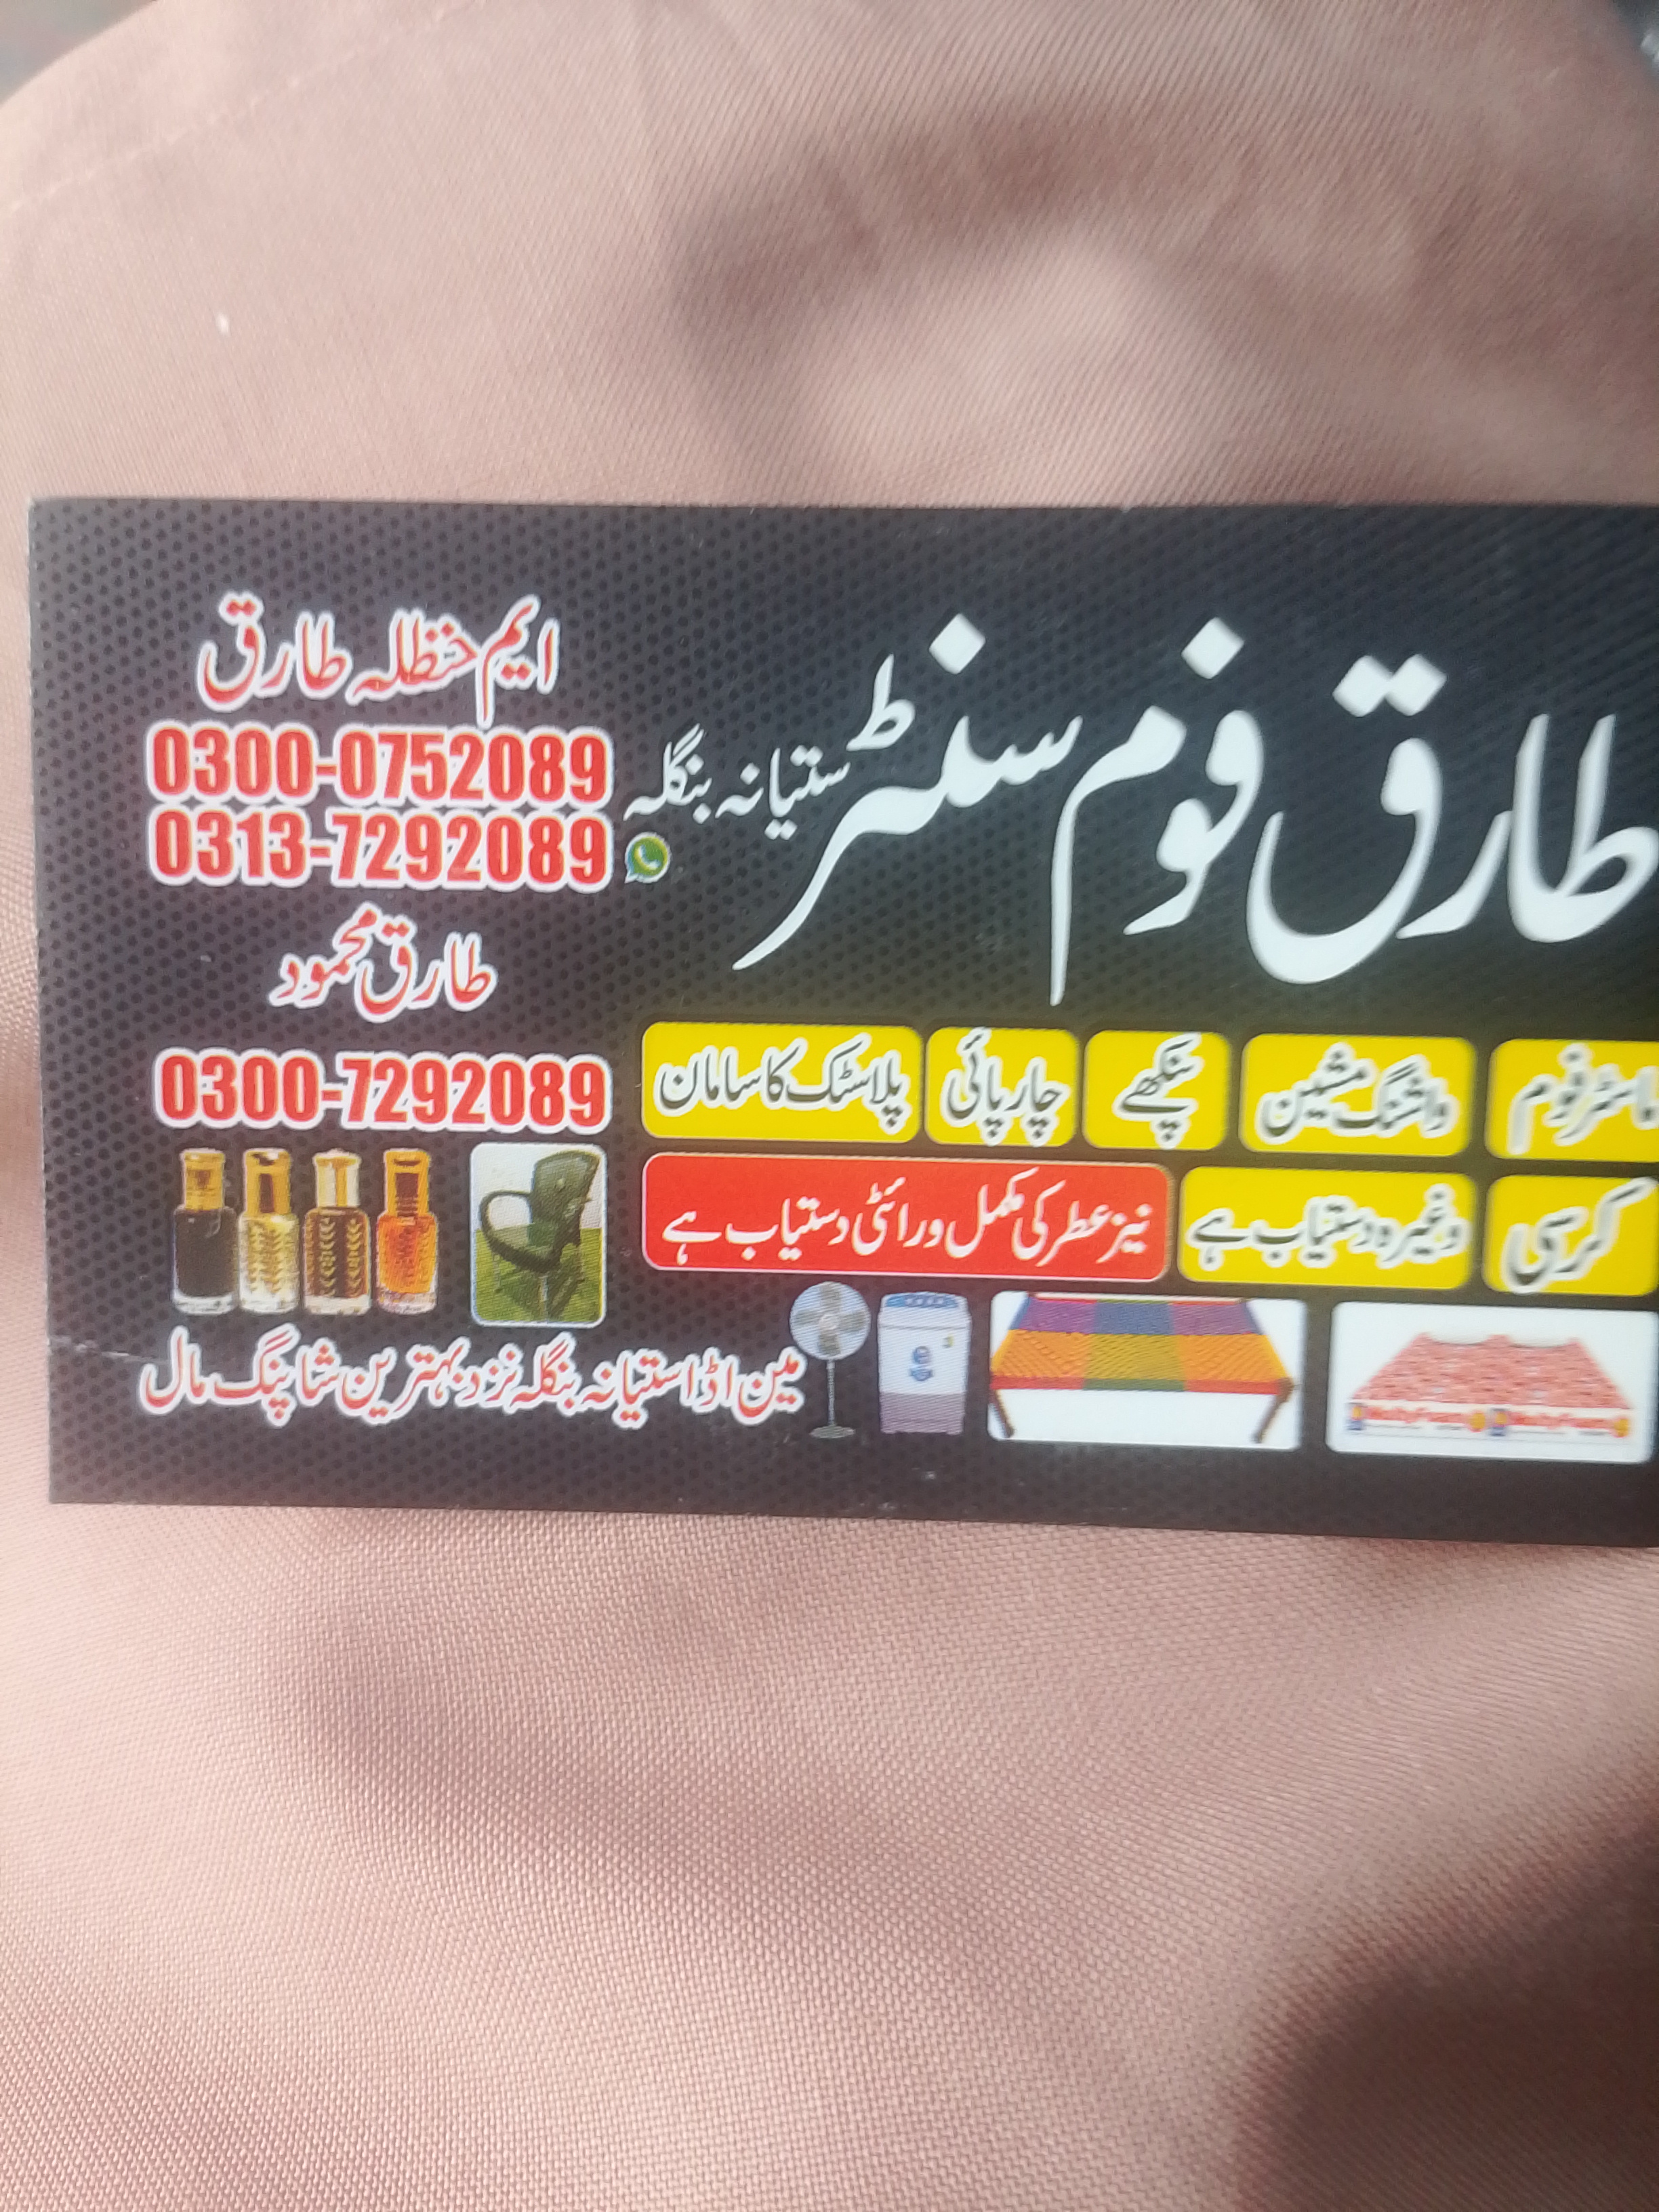 طارق فوم سنٹر ستیانہ بنگلہ
ایم حنظلہ طارق
0300-0752089
0313-7292089
طارق محمود
0300-7292089
ماسٹر فوم
واشنگ مشین
پنکھے
چارپائی
پلاسٹک کا سامان
کرسی
وغیرہ دستیاب ہے
نیز عطر کی مکمل ورائٹی دستیاب ہے
مین اڈا ستیانہ بنگلہ نزد بہترین شاپنگ مال